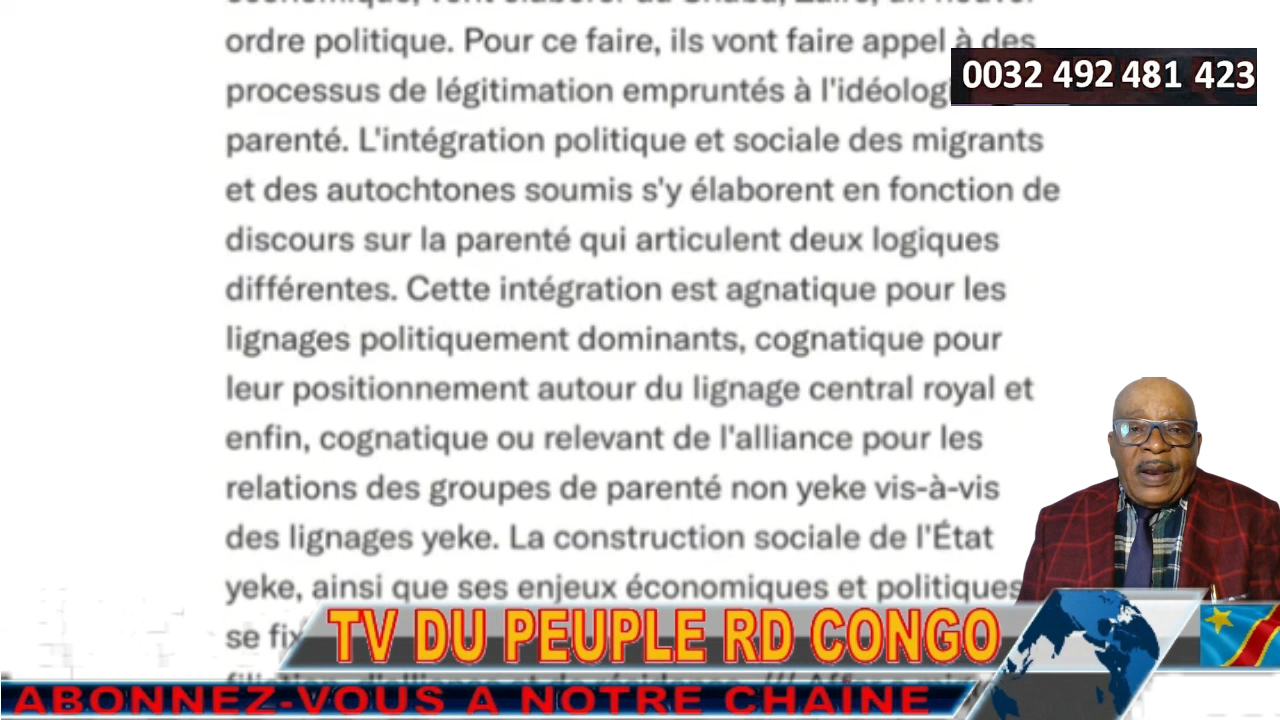 ordre politique. Pour ce faire, ils vont faire appel à des
0032 492 481 423
processus de légitimation empruntés à l'idéolog
parenté. L'intégration politique et sociale des migrants
et des autochtones soumis s'y élaborent en fonction de
discours sur la parenté qui articulent deux logiques
différentes. Cette intégration est agnatique pour les
lignages politiquement dominants, cognatique pour
leur positionnement autour du lignage central royal et
enfin, cognatique ou relevant de l'alliance pour les
relations des groupes de parenté non yeke vis-à-vis
des lignages yeke. La construction sociale de l'État
yeke, ainsi que ses enjeux économiques et politiques
se
TV DU PEUPLE RD CONGO
ABONNEZ-VOUS A NOTRE CHAÎNE